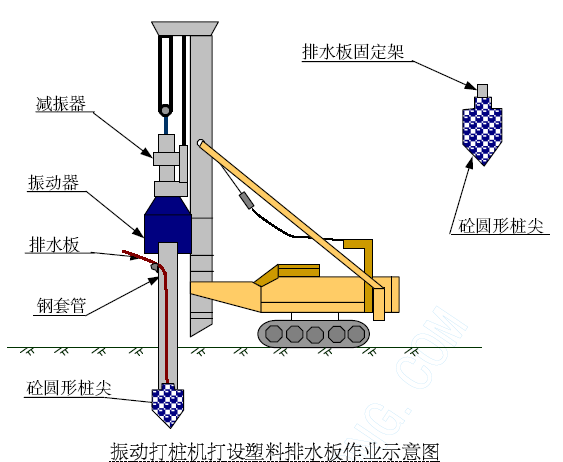 排水板固定架
减振器
振动器
砼圆形桩尖
排水板
钢套管
砼圆形桩尖
振动打桩机打设塑料排水板作业示意图